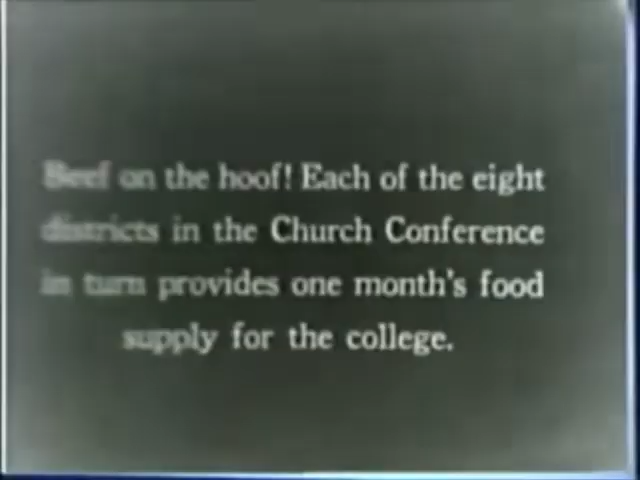 Beef on the hoof! Each of the eight
districts in the Church Conference
in turn provides one month's food
supply for the college.